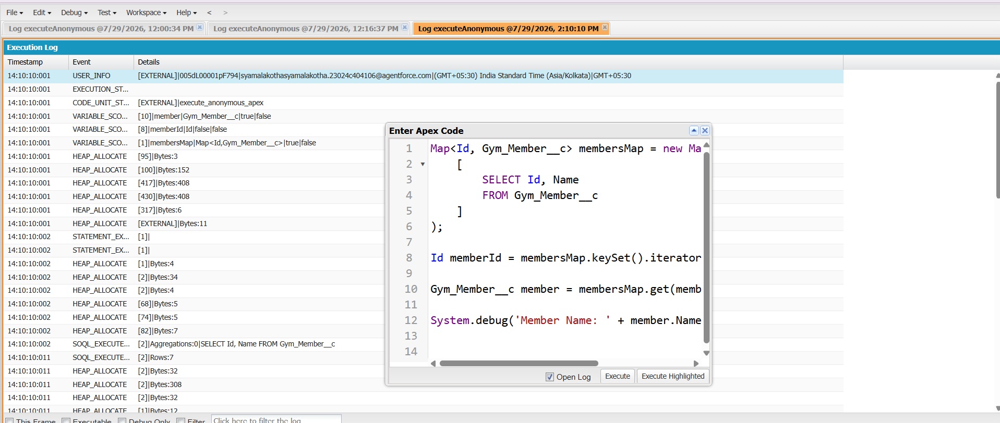 File Edit Debug Test Workspace Help < >
Log executeAnonymous @7/29/2026, 12:00:34 PM Log executeAnonymous @7/29/2026, 12:16:37 PM Log executeAnonymous @7/29/2026, 2:10:10 PM
Execution Log
Timestamp Event Details
14:10:10:001 USER_INFO [EXTERNAL]|005dL00001pF794|syamalakothasyamalakotha.23024c404106@agentforce.com|(GMT+05:30) India Standard Time (Asia/Kolkata)|GMT+05:30
14:10:10:001 EXECUTION_ST...
14:10:10:001 CODE_UNIT_ST... [EXTERNAL]|execute_anonymous_apex
14:10:10:001 VARIABLE_SCO... [10]|member|Gym_Member__c|true|false
14:10:10:001 VARIABLE_SCO... [8]|memberId|Id|false|false
14:10:10:001 VARIABLE_SCO... [1]|membersMap|Map<Id,Gym_Member__c>|true|false
14:10:10:001 HEAP_ALLOCATE [95]|Bytes:3
14:10:10:001 HEAP_ALLOCATE [100]|Bytes:152
14:10:10:001 HEAP_ALLOCATE [417]|Bytes:408
14:10:10:001 HEAP_ALLOCATE [430]|Bytes:408
14:10:10:001 HEAP_ALLOCATE [317]|Bytes:6
14:10:10:001 HEAP_ALLOCATE [EXTERNAL]|Bytes:11
14:10:10:002 STATEMENT_EX... [1]|
14:10:10:002 STATEMENT_EX... [1]|
14:10:10:002 HEAP_ALLOCATE [1]|Bytes:4
14:10:10:002 HEAP_ALLOCATE [2]|Bytes:34
14:10:10:002 HEAP_ALLOCATE [2]|Bytes:4
14:10:10:002 HEAP_ALLOCATE [68]|Bytes:5
14:10:10:002 HEAP_ALLOCATE [74]|Bytes:5
14:10:10:002 HEAP_ALLOCATE [82]|Bytes:7
14:10:10:002 SOQL_EXECUTE... [2]|Aggregations:0|SELECT Id, Name FROM Gym_Member__c
14:10:10:011 SOQL_EXECUTE... [2]|Rows:7
14:10:10:011 HEAP_ALLOCATE [2]|Bytes:32
14:10:10:011 HEAP_ALLOCATE [2]|Bytes:308
14:10:10:011 HEAP_ALLOCATE [2]|Bytes:32
14:10:10:011 HEAP_ALLOCATE [1]|Bytes:12
This Frame Executable Debug Only Filter Click here to filter the log
Enter Apex Code
1 Map<Id, Gym_Member__c> membersMap = new Ma
2 [
3 SELECT Id, Name
4 FROM Gym_Member__c
5 ]
6 );
7
8 Id memberId = membersMap.keySet().iterator
9
10 Gym_Member__c member = membersMap.get(memb
11
12 System.debug('Member Name: ' + member.Name
13
14
Open Log Execute Execute Highlighted